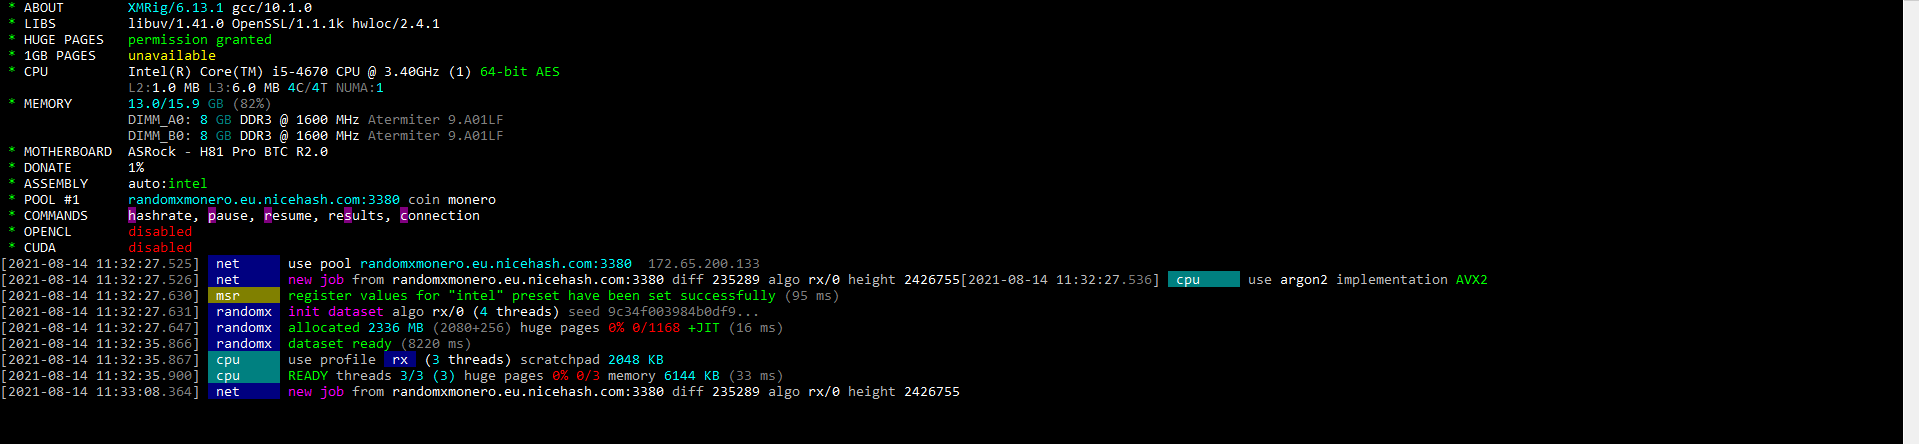 * ABOUT XMRig/6.13.1 gcc/10.1.0
* LIBS libuv/1.41.0 OpenSSL/1.1.1k hwloc/2.4.1
* HUGE PAGES permission granted
* 1GB PAGES unavailable
* CPU Intel(R) Core(TM) i5-4670 CPU @ 3.40GHz (1) 64-bit AES
L2:1.0 MB L3:6.0 MB 4C/4T NUMA:1
* MEMORY 13.0/15.9 GB (82%)
DIMM_A0: 8 GB DDR3 @ 1600 MHz Atermiter 9.A01LF
DIMM_B0: 8 GB DDR3 @ 1600 MHz Atermiter 9.A01LF
* MOTHERBOARD ASRock - H81 Pro BTC R2.0
* DONATE 1%
* ASSEMBLY auto:intel
* POOL #1 randomxmonero.eu.nicehash.com:3380 coin monero
* COMMANDS hashrate, pause, resume, results, connection
* OPENCL disabled
* CUDA disabled
[2021-08-14 11:32:27.525] net use pool randomxmonero.eu.nicehash.com:3380 172.65.200.133
[2021-08-14 11:32:27.526] net new job from randomxmonero.eu.nicehash.com:3380 diff 235289 algo rx/0 height 2426755[2021-08-14 11:32:27.536] cpu use argon2 implementation AVX2
[2021-08-14 11:32:27.630] msr register values for "intel" preset have been set successfully (95 ms)
[2021-08-14 11:32:27.631] randomx init dataset algo rx/0 (4 threads) seed 9c34f003984b0df9...
[2021-08-14 11:32:27.647] randomx allocated 2336 MB (2080+256) huge pages 0% 0/1168 +JIT (16 ms)
[2021-08-14 11:32:35.866] randomx dataset ready (8220 ms)
[2021-08-14 11:32:35.867] cpu use profile rx (3 threads) scratchpad 2048 KB
[2021-08-14 11:32:35.900] cpu READY threads 3/3 (3) huge pages 0% 0/3 memory 6144 KB (33 ms)
[2021-08-14 11:33:08.364] net new job from randomxmonero.eu.nicehash.com:3380 diff 235289 algo rx/0 height 2426755